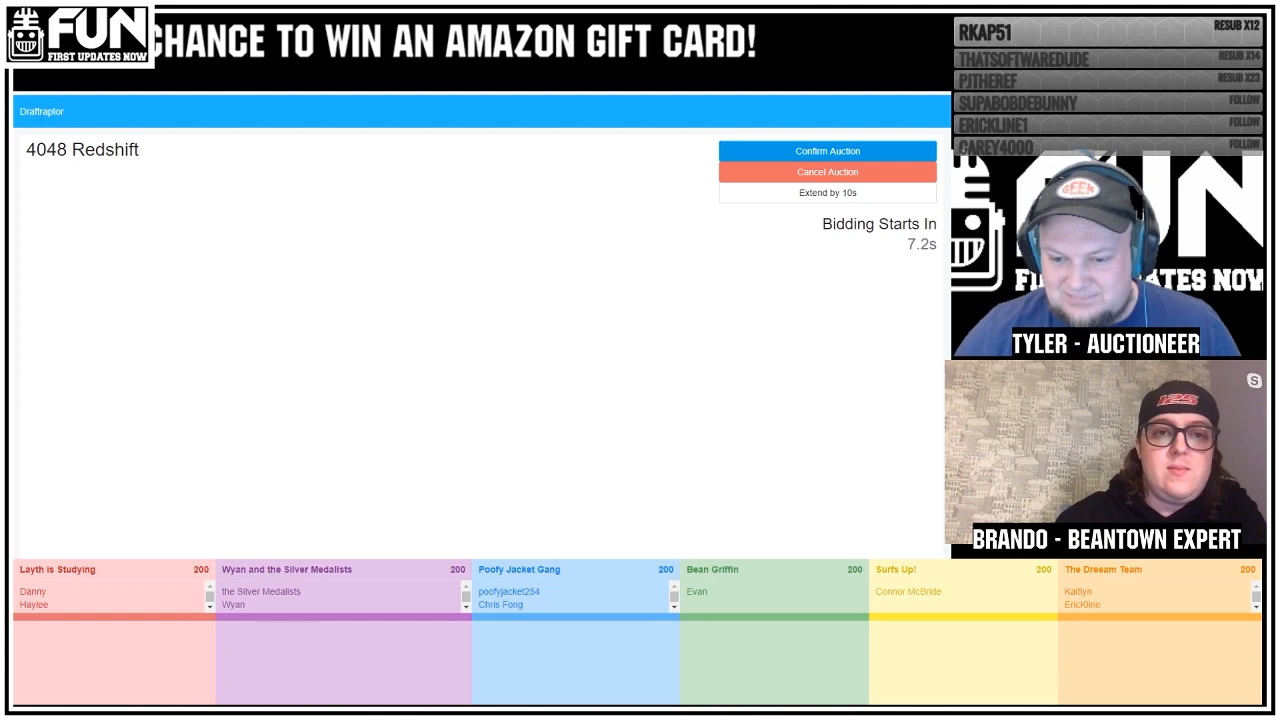 FUN
FIRST UPDATES NOW
CHANCE TO WIN AN AMAZON GIFT CARD!
RKAP51 RESUB X12
THATSOFTWAREDUDE RESUB X14
PJTHEREF RESUB X23
SUPABOBDEBUNNY FOLLOW
ERICKLINE1 FOLLOW
CAREY4000 FOLLOW
Draftraptor
4048 Redshift
Confirm Auction
Cancel Auction
Extend by 10s
Bidding Starts In
7.2s
GEEK
TYLER - AUCTIONEER
125
BRANDO - BEANTOWN EXPERT
Layth is Studying 200
Danny
Haylee
Wyan and the Silver Medalists 200
the Silver Medalists
Wyan
Poofy Jacket Gang 200
poofyjacket254
Chris Fong
Bean Griffin 200
Evan
Surfs Up! 200
Connor McBride
The Dreeam Team 200
Kaitlyn
EricKline